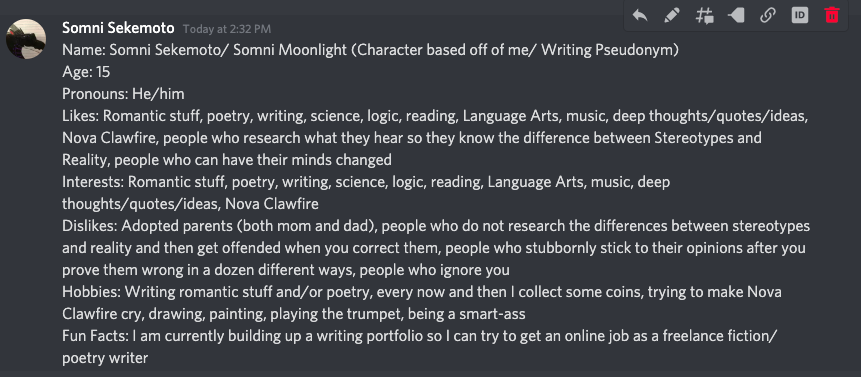 Somni Sekemoto Today at 2:32 PM
ID
Name: Somni Sekemoto/ Somni Moonlight (Character based off of me/ Writing Pseudonym)
Age: 15
Pronouns: He/him
Likes: Romantic stuff, poetry, writing, science, logic, reading, Language Arts, music, deep thoughts/quotes/ideas,
Nova Clawfire, people who research what they hear so they know the difference between Stereotypes and
Reality, people who can have their minds changed
Interests: Romantic stuff, poetry, writing, science, logic, reading, Language Arts, music, deep
thoughts/quotes/ideas, Nova Clawfire
Dislikes: Adopted parents (both mom and dad), people who do not research the differences between stereotypes
and reality and then get offended when you correct them, people who stubbornly stick to their opinions after you
prove them wrong in a dozen different ways, people who ignore you
Hobbies: Writing romantic stuff and/or poetry, every now and then I collect some coins, trying to make Nova
Clawfire cry, drawing, painting, playing the trumpet, being a smart-ass
Fun Facts: I am currently building up a writing portfolio so I can try to get an online job as a freelance fiction/
poetry writer